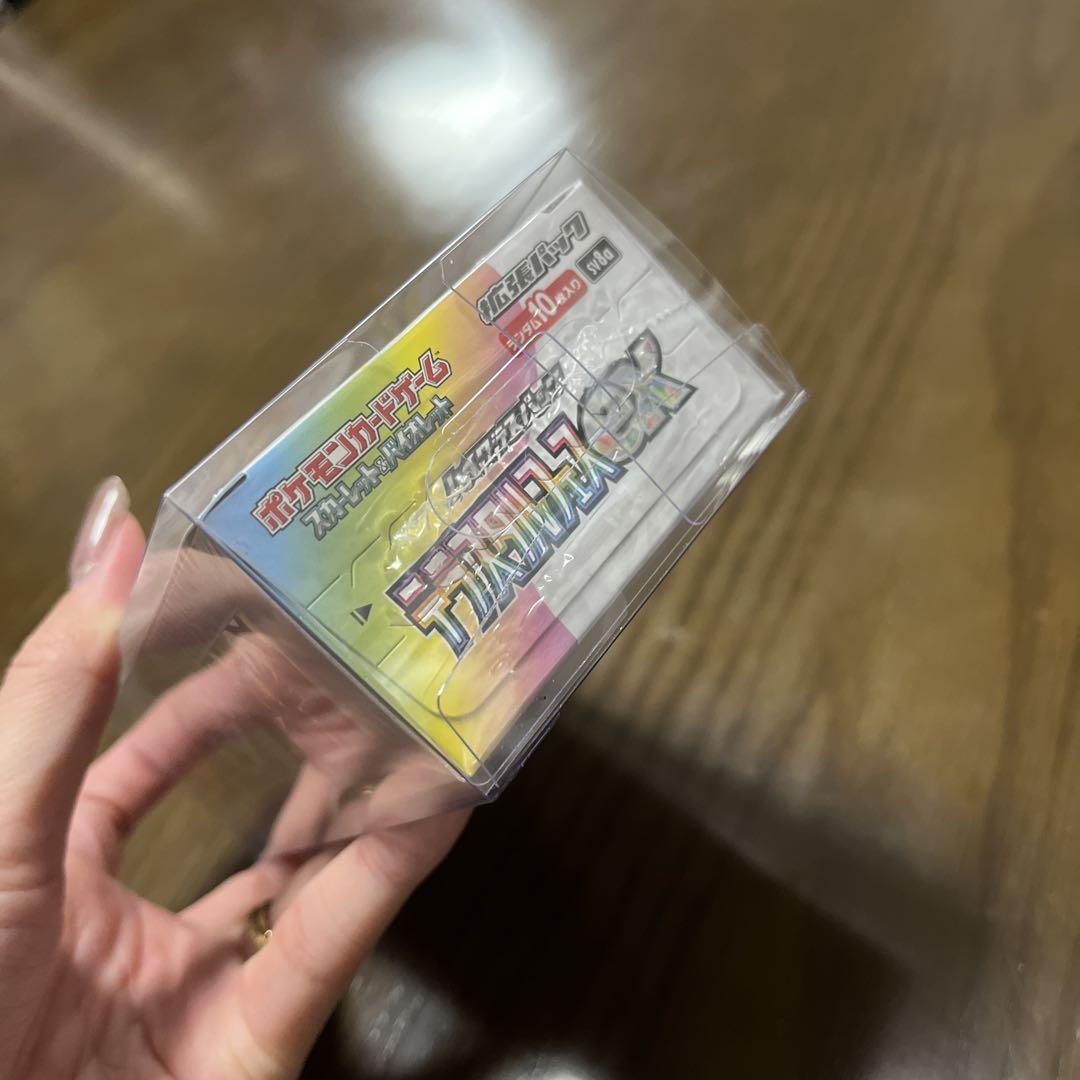 ポケモンカードゲーム
スカーレット&バイオレット
拡張パック
ランダム10枚入り
sv8a
ハイクラスパック
テラスタルフェスex